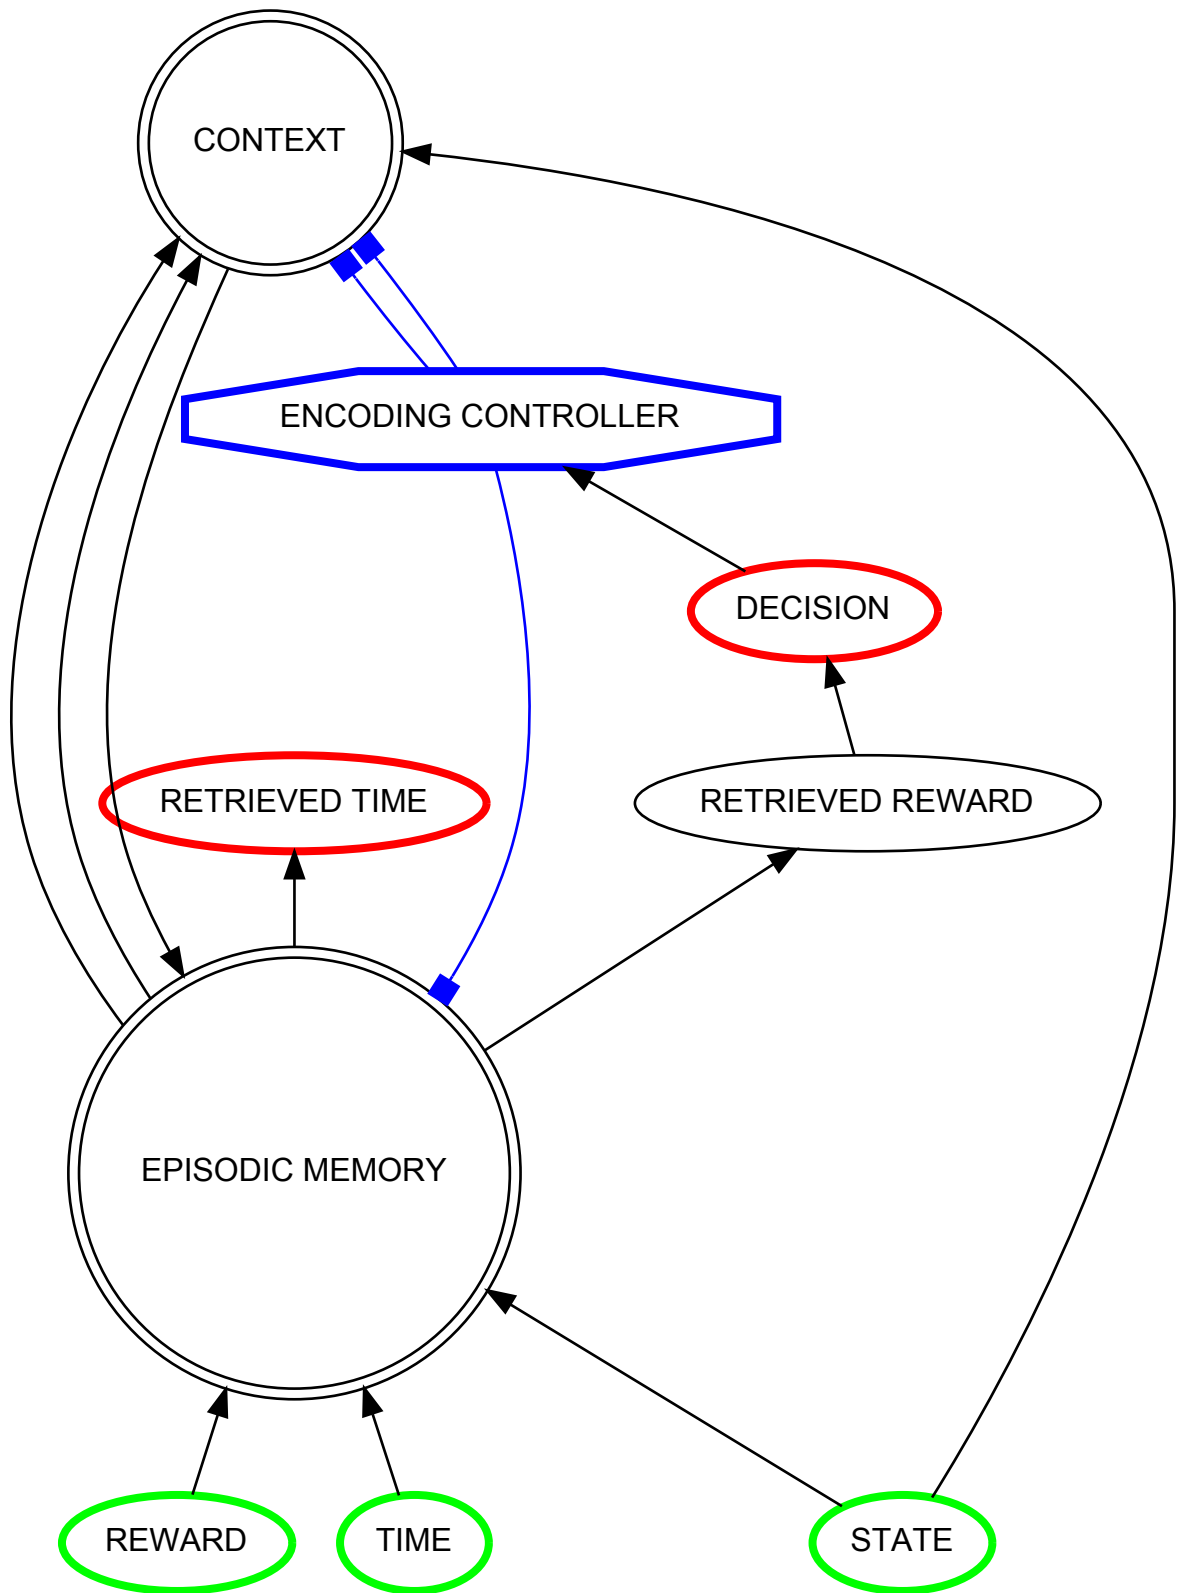 CONTEXT
ENCODING CONTROLLER
DECISION
RETRIEVED TIME
RETRIEVED REWARD
EPISODIC MEMORY
REWARD
TIME
STATE